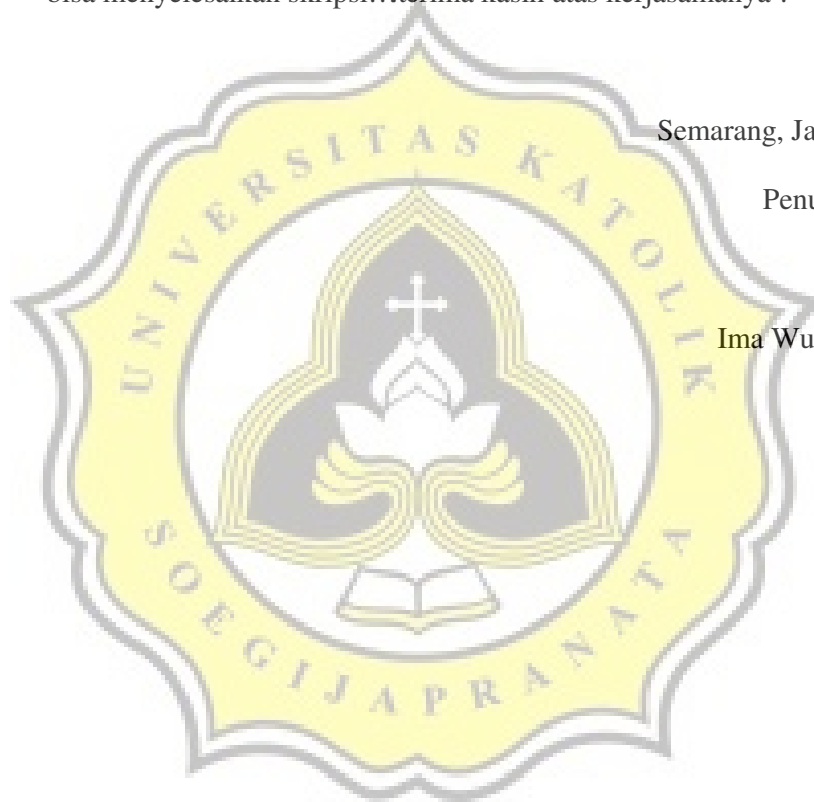 bisa menyelesaikan skripsi…terima kasih atas kerjasamanya .
Semarang, Ja
Penu
Ima Wu
UNIVERSITAS KATOLIK
SOEGIJAPRANATA